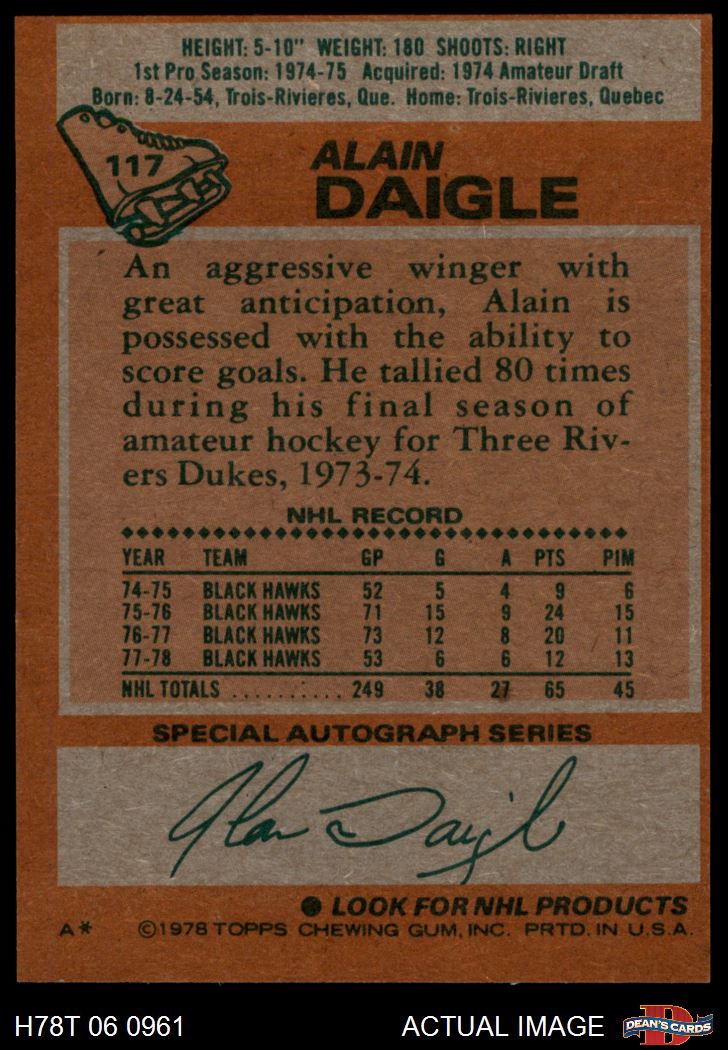 HEIGHT: 5-10" WEIGHT: 180 SHOOTS: RIGHT
1st Pro Season: 1974-75 Acquired: 1974 Amateur Draft
Born: 8-24-54, Trois-Rivieres, Que. Home: Trois-Rivieres, Quebec
117
ALAIN
DAIGLE
An aggressive winger with
great anticipation, Alain is
possessed with the ability to
score goals. He tallied 80 times
during his final season of
amateur hockey for Three Riv-
ers Dukes, 1973-74.
NHL RECORD
YEAR TEAM GP G A PTS PIM
74-75 BLACK HAWKS 52 5 4 9 6
75-76 BLACK HAWKS 71 15 9 24 15
76-77 BLACK HAWKS 73 12 8 20 11
77-78 BLACK HAWKS 53 6 6 12 13
NHL TOTALS .......... 249 38 27 65 45
SPECIAL AUTOGRAPH SERIES
Alain Daigle
● LOOK FOR NHL PRODUCTS
A* ©1978 TOPPS CHEWING GUM, INC. PRTD. IN U.S.A.
H78T 06 0961 ACTUAL IMAGE D DEAN'S CARDS